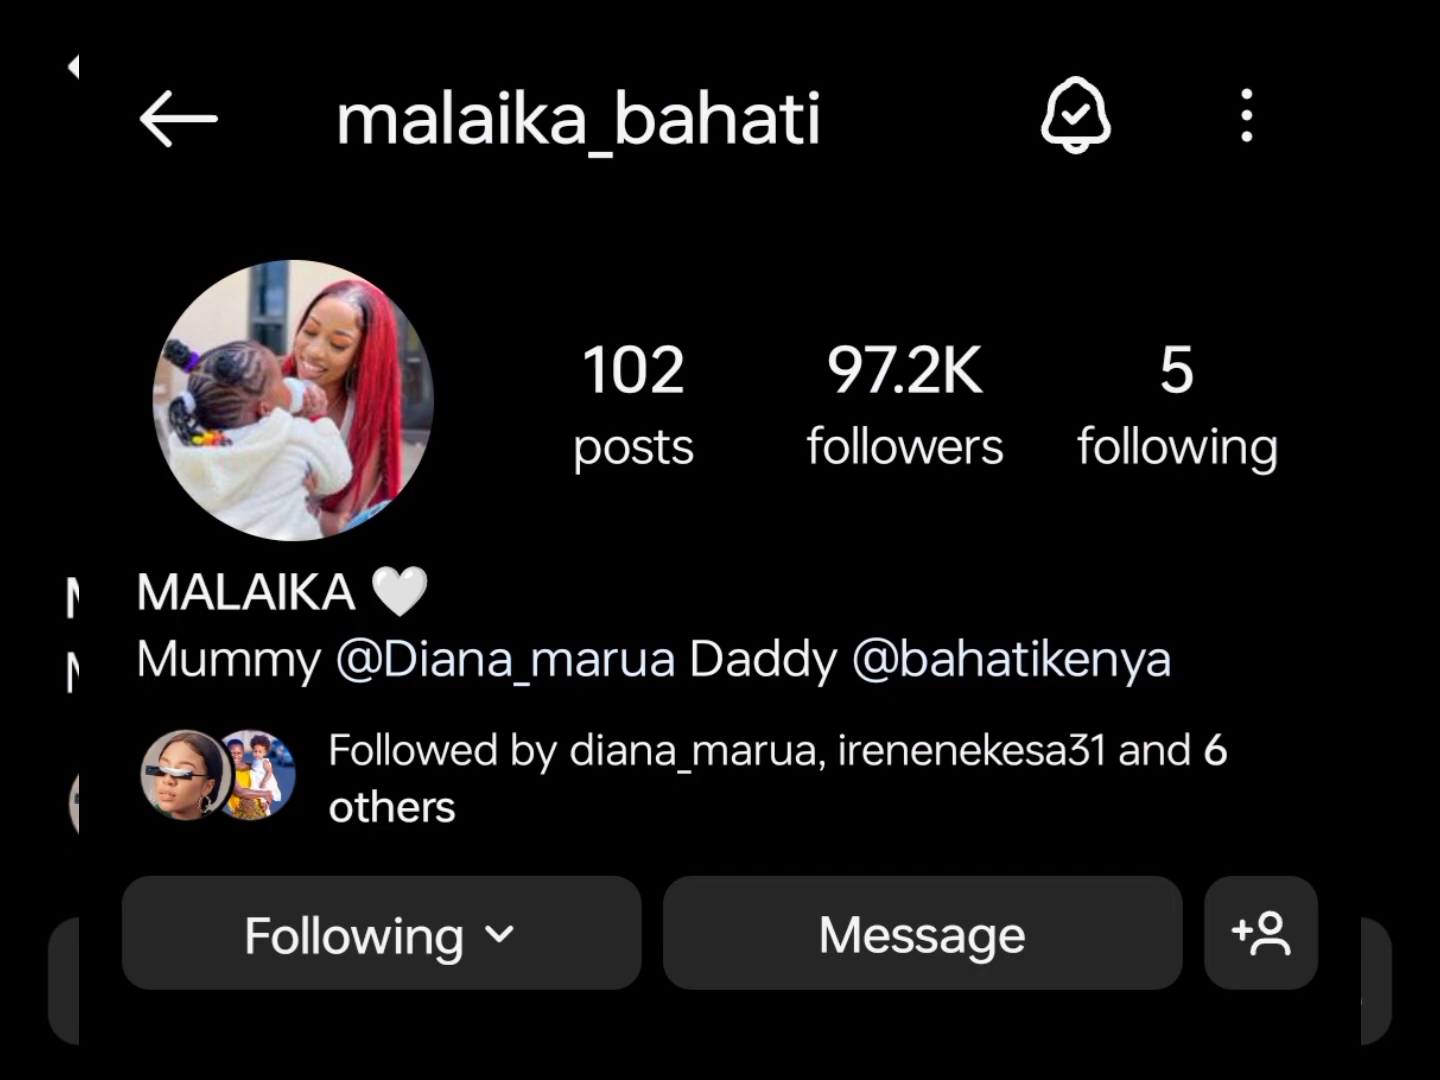 malaika_bahati
102 97.2K 5
posts followers following
MALAIKA 🤍
Mummy @Diana_marua Daddy @bahatikenya
Followed by diana_marua, irenenekesa31 and 6
others
Following Message